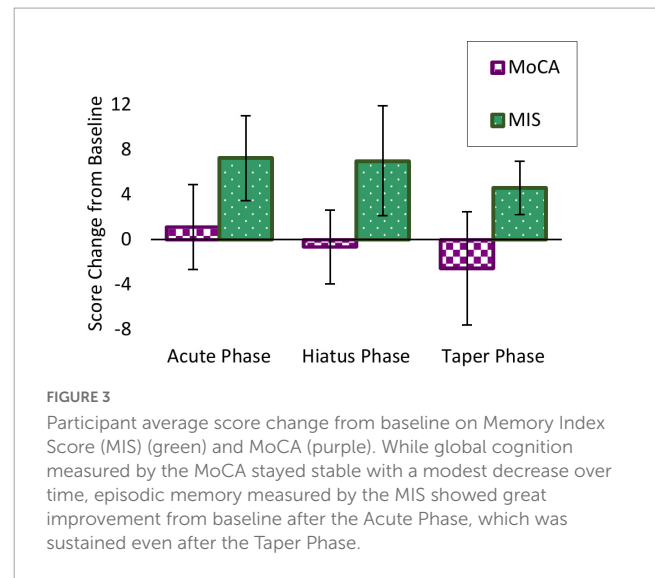 MoCA
MIS
Score Change from Baseline
12
8
4
0
-4
-8
Acute Phase Hiatus Phase Taper Phase
FIGURE 3
Participant average score change from baseline on Memory Index
Score (MIS) (green) and MoCA (purple). While global cognition
measured by the MoCA stayed stable with a modest decrease over
time, episodic memory measured by the MIS showed great
improvement from baseline after the Acute Phase, which was
sustained even after the Taper Phase.